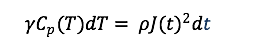 γC_p(T)dT = ρJ(t)²dt